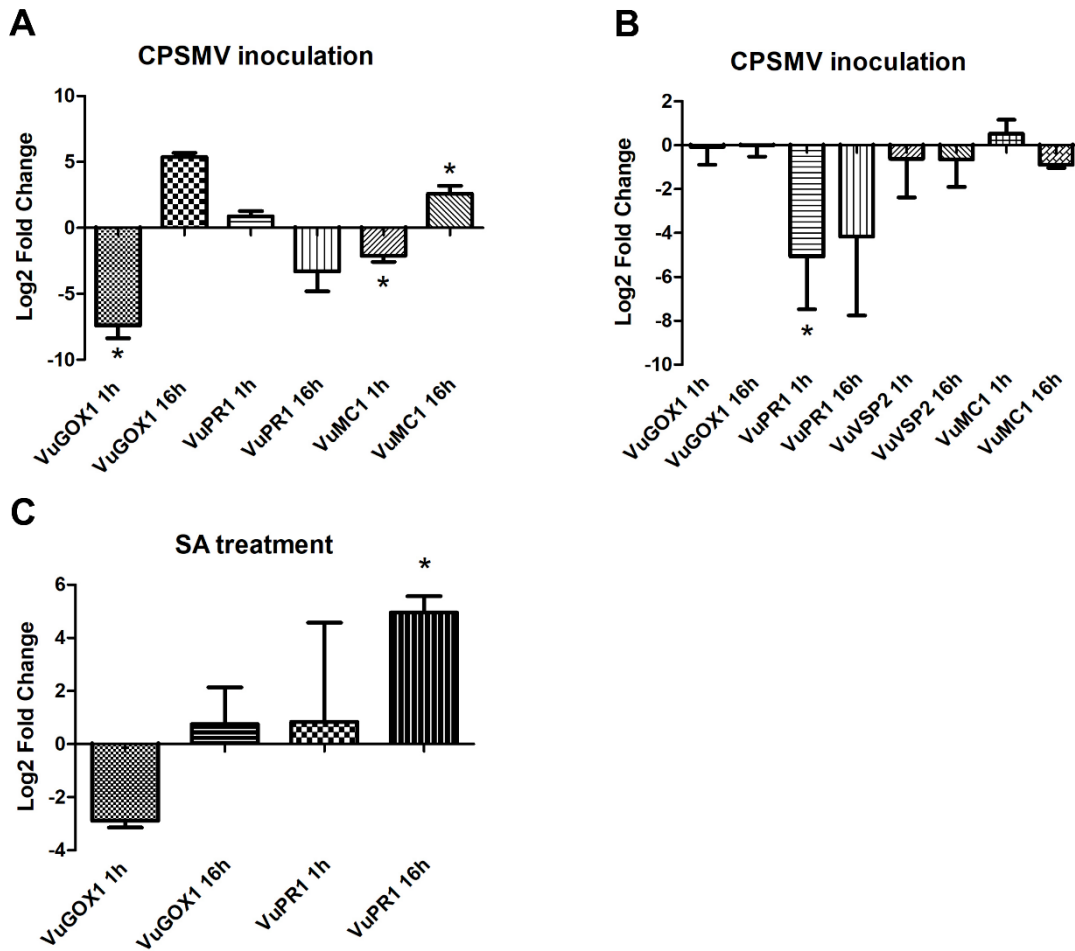 A
CPSMV inoculation
Log2 Fold Change
10
5
0
-5
-10
*
*
*
VuGOX1 1h
VuGOX1 16h
VuPR1 1h
VuPR1 16h
VuMC1 1h
VuMC1 16h
B
CPSMV inoculation
Log2 Fold Change
2
0
-2
-4
-6
-8
-10
*
VuGOX1 1h
VuGOX1 16h
VuPR1 1h
VuPR1 16h
VuVSP2 1h
VuVSP2 16h
VuMC1 1h
VuMC1 16h
C
SA treatment
Log2 Fold Change
6
4
2
0
-2
-4
*
VuGOX1 1h
VuGOX1 16h
VuPR1 1h
VuPR1 16h